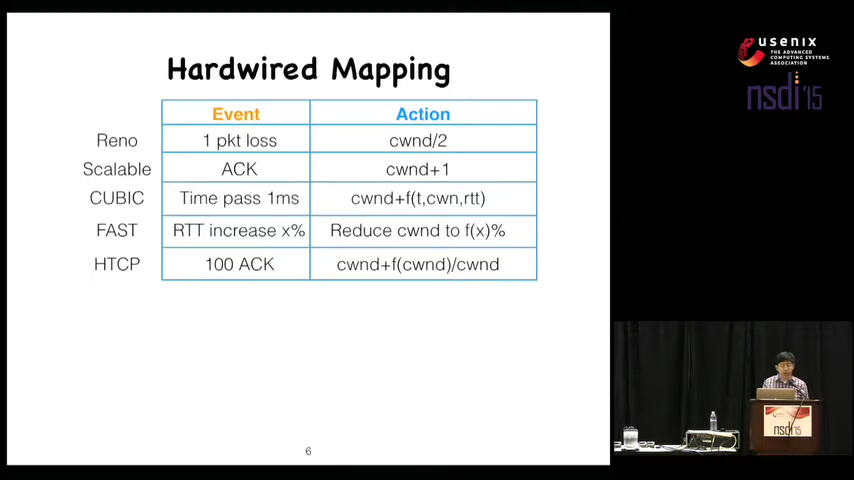 Hardwired Mapping
Event Action
Reno 1 pkt loss cwnd/2
Scalable ACK cwnd+1
CUBIC Time pass 1ms cwnd+f(t,cwn,rtt)
FAST RTT increase x% Reduce cwnd to f(x)%
HTCP 100 ACK cwnd+f(cwnd)/cwnd
6
usenix
THE ADVANCED
COMPUTING SYSTEMS
ASSOCIATION
nsdi '15
nsdi '15